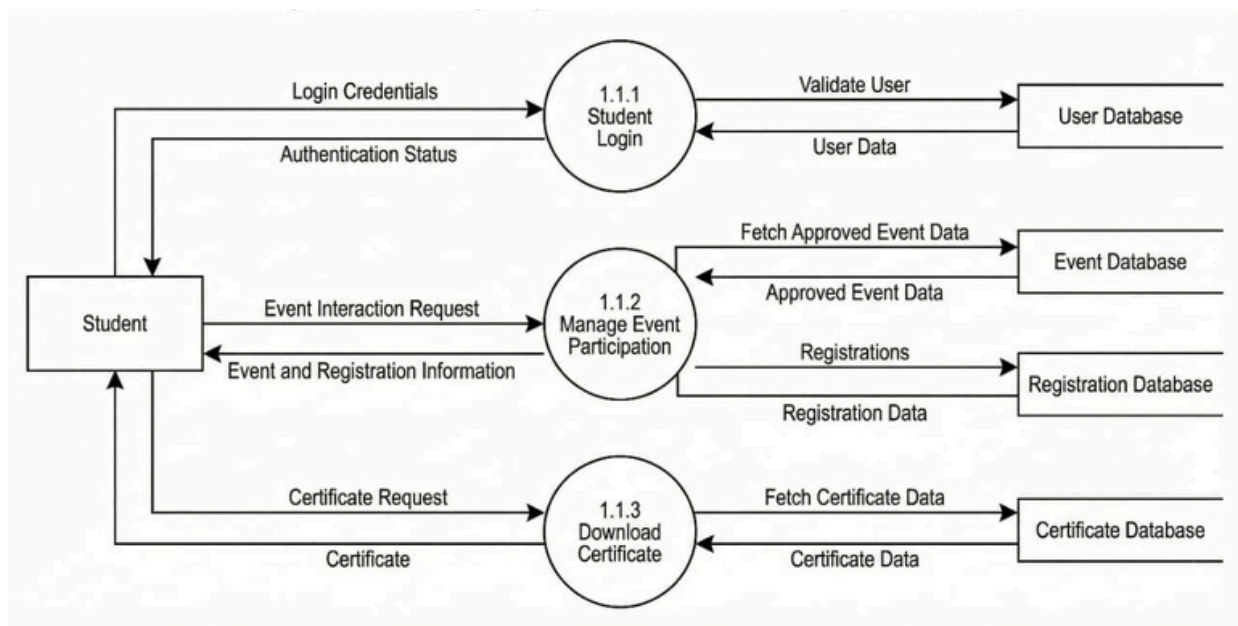 Login Credentials
Authentication Status
1.1.1
Student
Login
Validate User
User Data
User Database
Student
Event Interaction Request
Event and Registration Information
1.1.2
Manage Event
Participation
Fetch Approved Event Data
Approved Event Data
Event Database
Registrations
Registration Data
Registration Database
Certificate Request
Certificate
1.1.3
Download
Certificate
Fetch Certificate Data
Certificate Data
Certificate Database